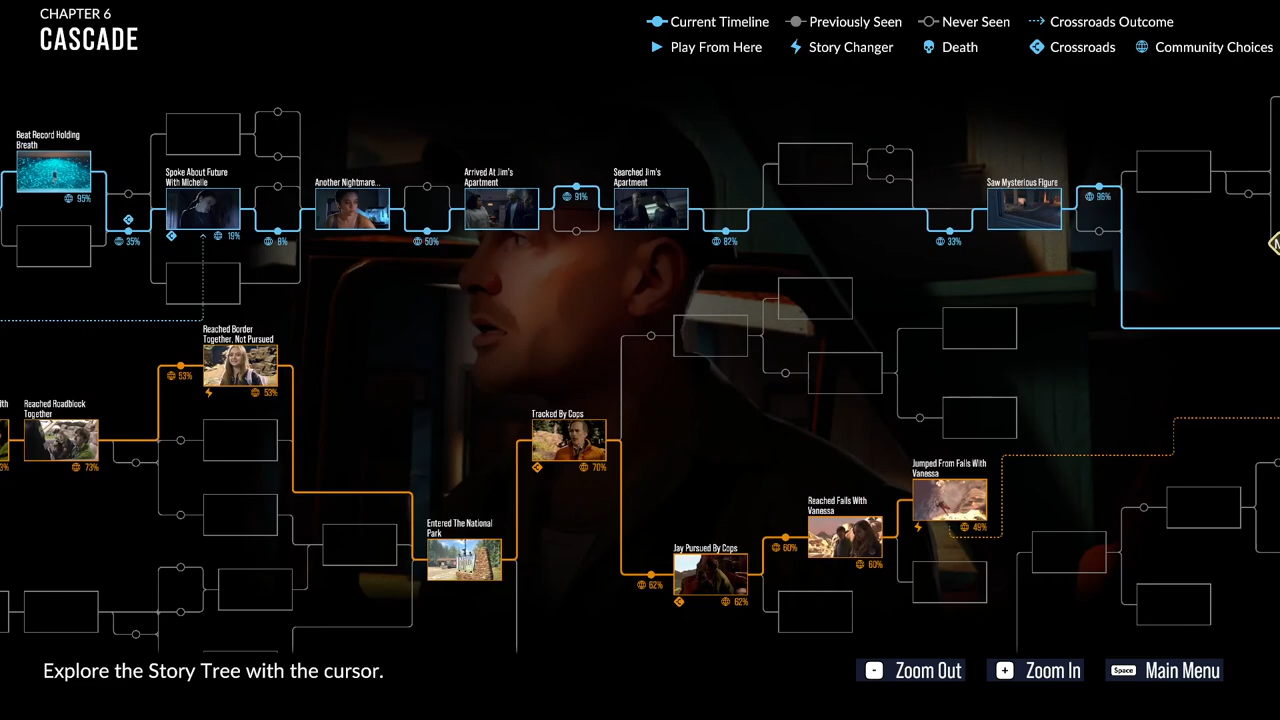 CHAPTER 6
CASCADE
Current Timeline
Previously Seen
Never Seen
Crossroads Outcome
Play From Here
Story Changer
Death
Crossroads
Community Choices
Beat Record Holding
Breath
95%
35%
Spoke About Future
With Michelle
19%
8%
Another Nightmare...
50%
Arrived At Jim's
Apartment
91%
Searched Jim's
Apartment
82%
33%
Saw Mysterious Figure
96%
Reached Border
Together, Not Pursued
53%
53%
Reached Roadblock
Together
73%
Entered The National
Park
Tracked By Cops
70%
62%
Jay Pursued By Cops
62%
60%
Reached Falls With
Vanessa
60%
Jumped From Falls With
Vanessa
49%
Explore the Story Tree with the cursor.
- Zoom Out
+ Zoom In
Space Main Menu